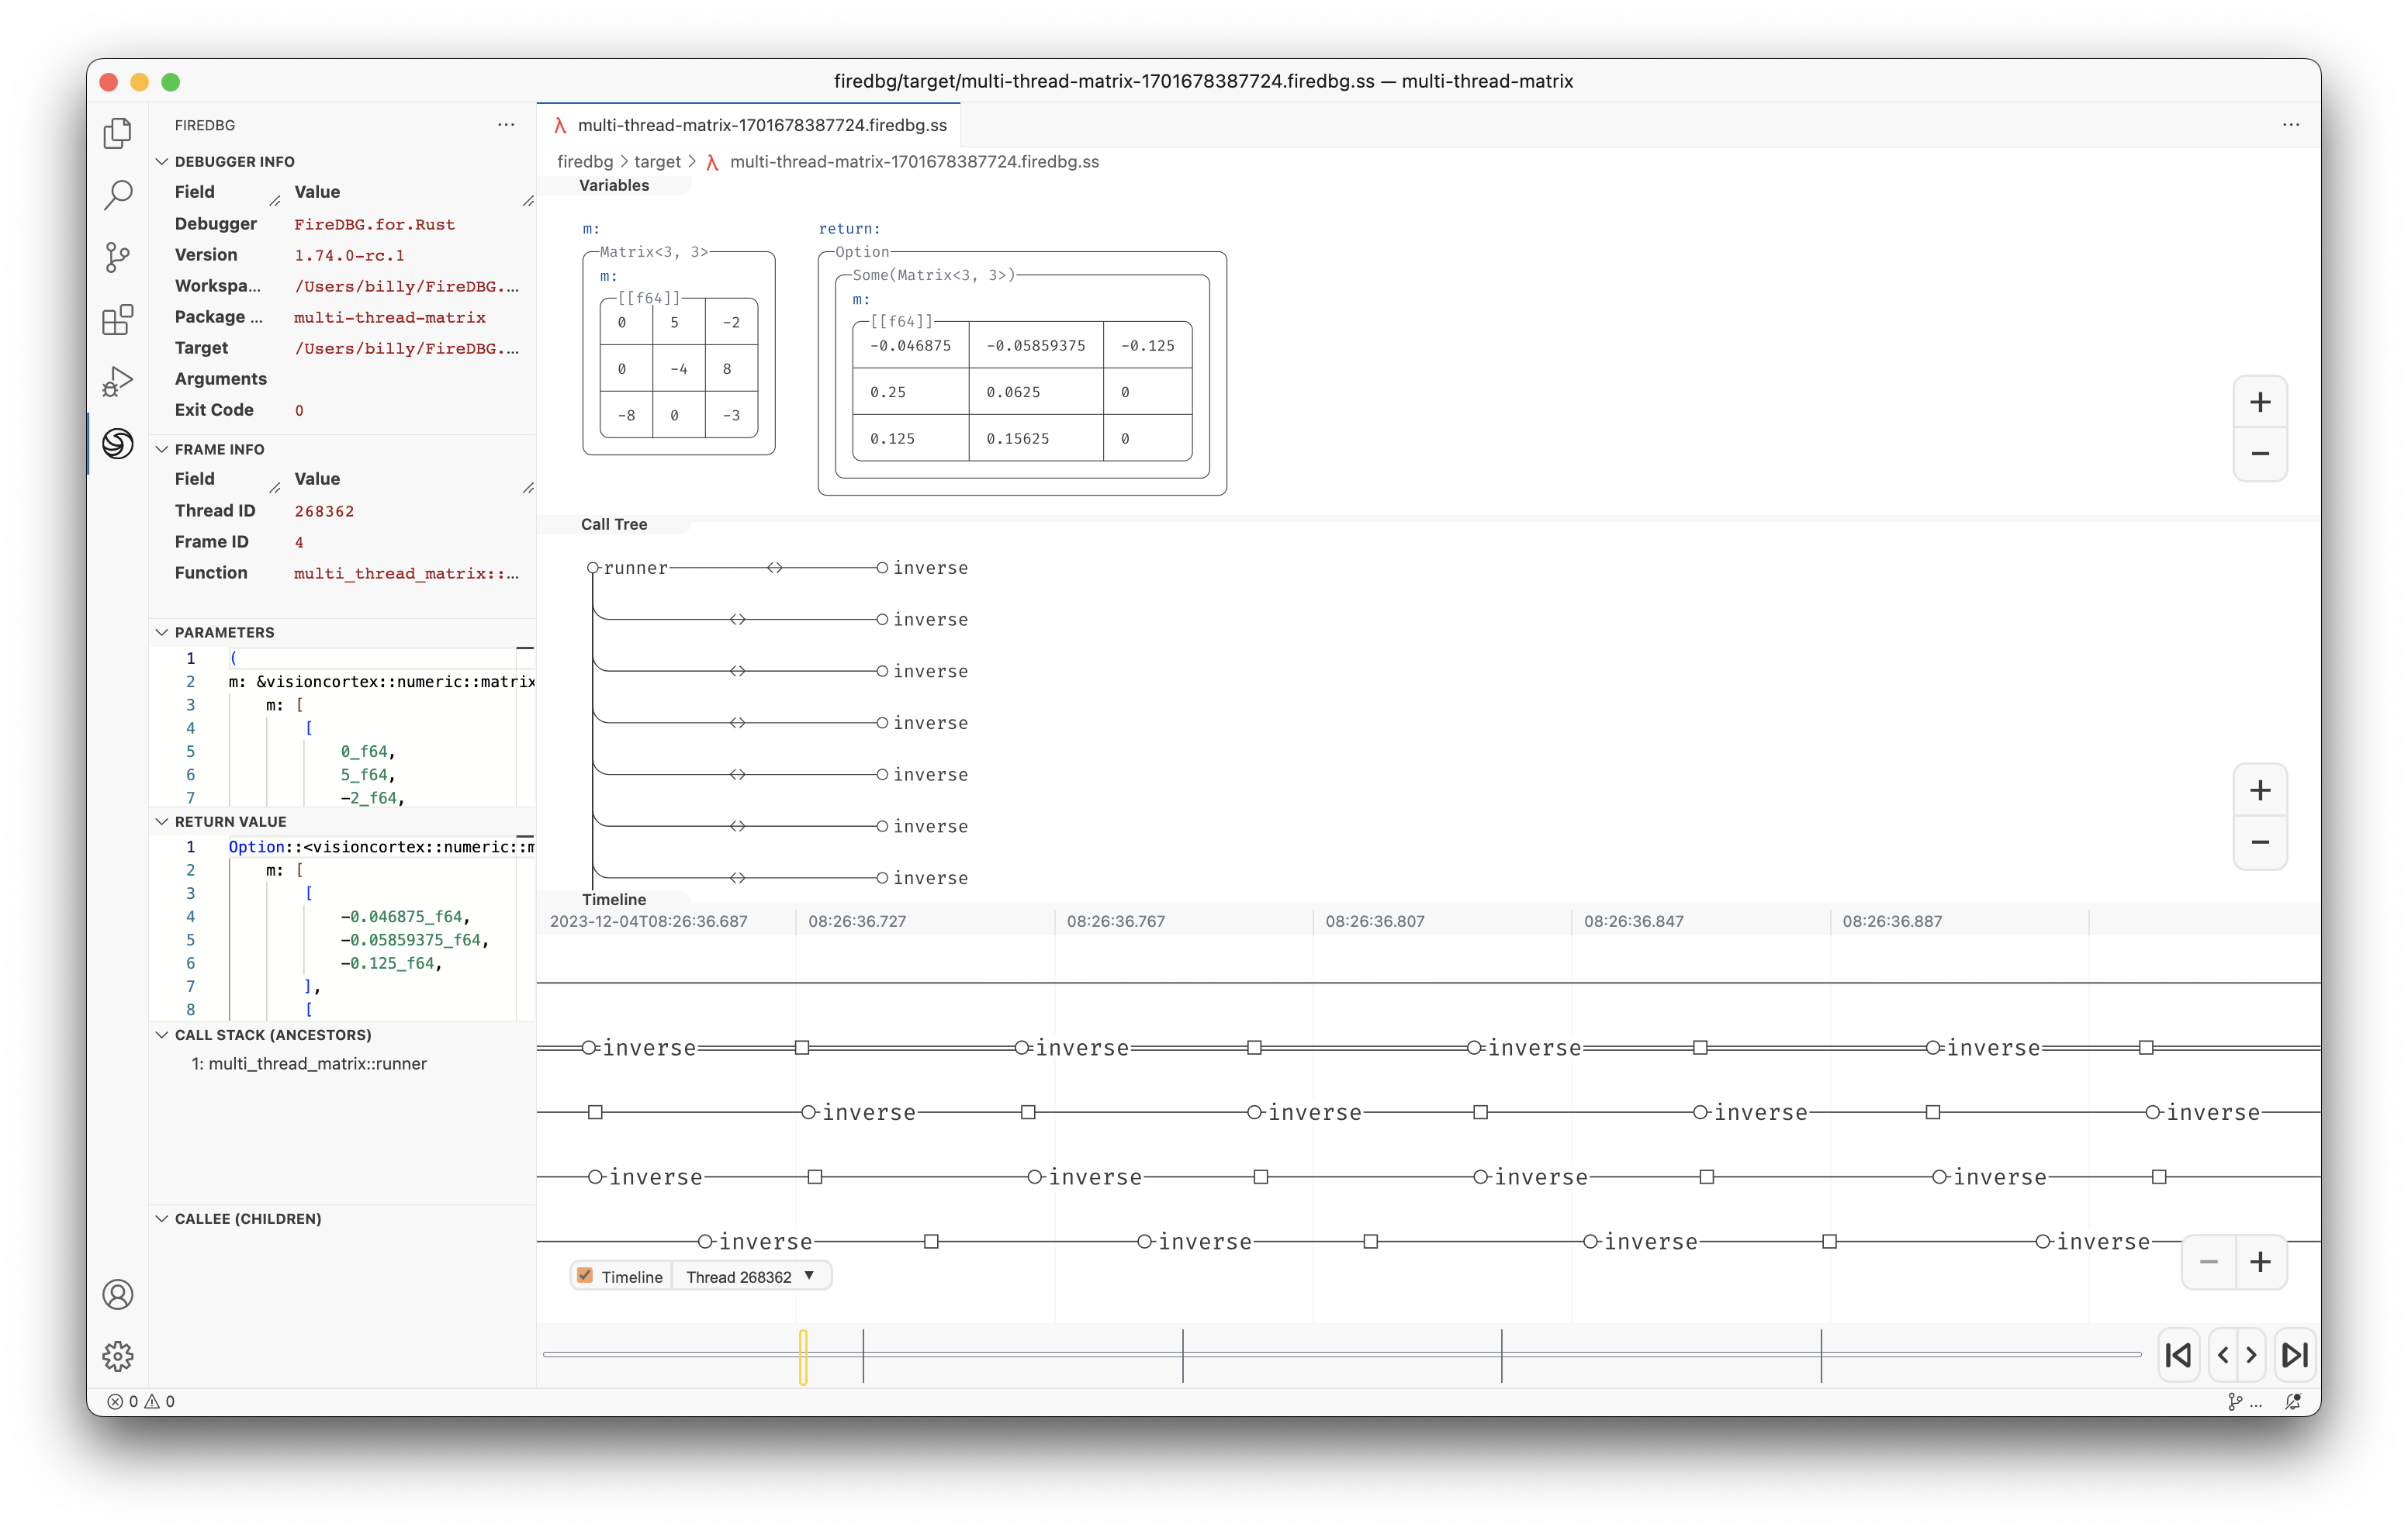 firedbg/target/multi-thread-matrix-1701678387724.firedbg.ss — multi-thread-matrix
FIREDBG
DEBUGGER INFO
Field Value
Debugger FireDBG.for.Rust
Version 1.74.0-rc.1
Workspa... /Users/billy/FireDBG....
Package ... multi-thread-matrix
Target /Users/billy/FireDBG....
Arguments
Exit Code 0
FRAME INFO
Field Value
Thread ID 268362
Frame ID 4
Function multi_thread_matrix::...
PARAMETERS
1 (
2 m: &visioncortex::numeric::matrix
3 m: [
4 [
5 0_f64,
6 5_f64,
7 -2_f64,
RETURN VALUE
1 Option::<visioncortex::numeric::m
2 m: [
3 [
4 -0.046875_f64,
5 -0.05859375_f64,
6 -0.125_f64,
7 ],
8 [
CALL STACK (ANCESTORS)
1: multi_thread_matrix::runner
CALLEE (CHILDREN)
multi-thread-matrix-1701678387724.firedbg.ss
firedbg > target > multi-thread-matrix-1701678387724.firedbg.ss
Variables
m:
Matrix<3, 3>
m:
[[f64]]
0 5 -2
0 -4 8
-8 0 -3
return:
Option
Some(Matrix<3, 3>)
m:
[[f64]]
-0.046875 -0.05859375 -0.125
0.25 0.0625 0
0.125 0.15625 0
Call Tree
runner inverse
inverse
inverse
inverse
inverse
inverse
inverse
Timeline
2023-12-04T08:26:36.687 08:26:36.727 08:26:36.767 08:26:36.807 08:26:36.847 08:26:36.887
inverse inverse inverse inverse
inverse inverse inverse inverse
inverse inverse inverse inverse
inverse inverse inverse inverse
Timeline Thread 268362
0 0
...